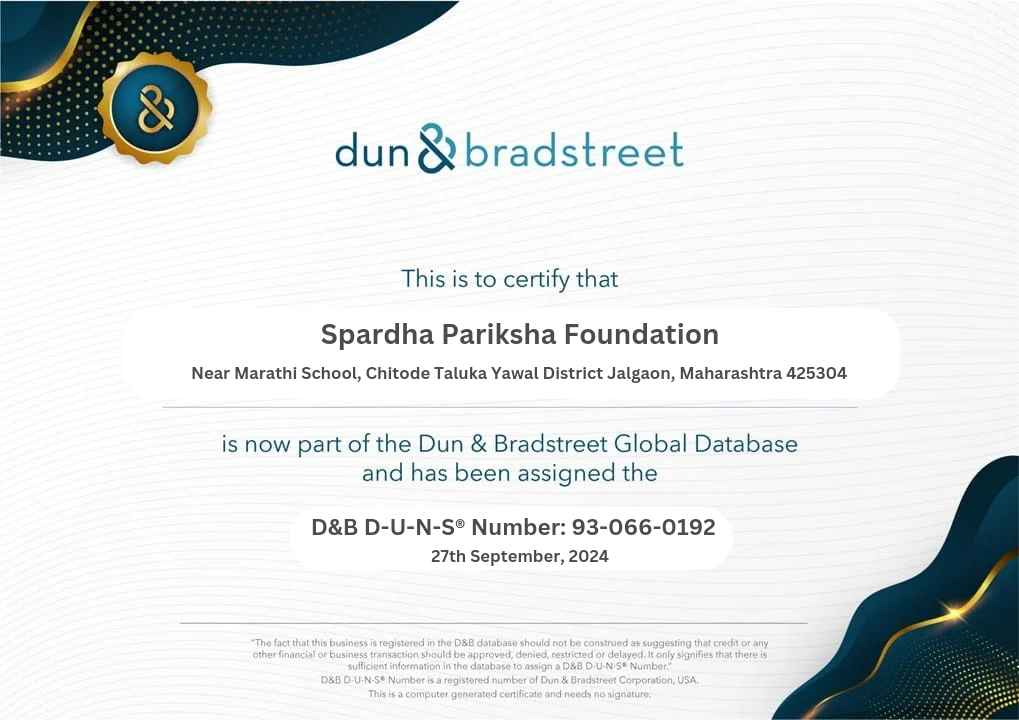 dun & bradstreet
This is to certify that
Spardha Pariksha Foundation
Near Marathi School, Chitode Taluka Yawal District Jalgaon, Maharashtra 425304
is now part of the Dun & Bradstreet Global Database
and has been assigned the
D&B D-U-N-S® Number: 93-066-0192
27th September, 2024
"The fact that this business is registered in the D&B database should not be construed as suggesting that credit or any
other financial or business transaction should be approved, denied, restricted or delayed. It only signifies that there is
sufficient information in the database to assign a D&B D-U-N-S® Number."
D&B D-U-N-S® Number is a registered number of Dun & Bradstreet Corporation, USA.
This is a computer generated certificate and needs no signature.